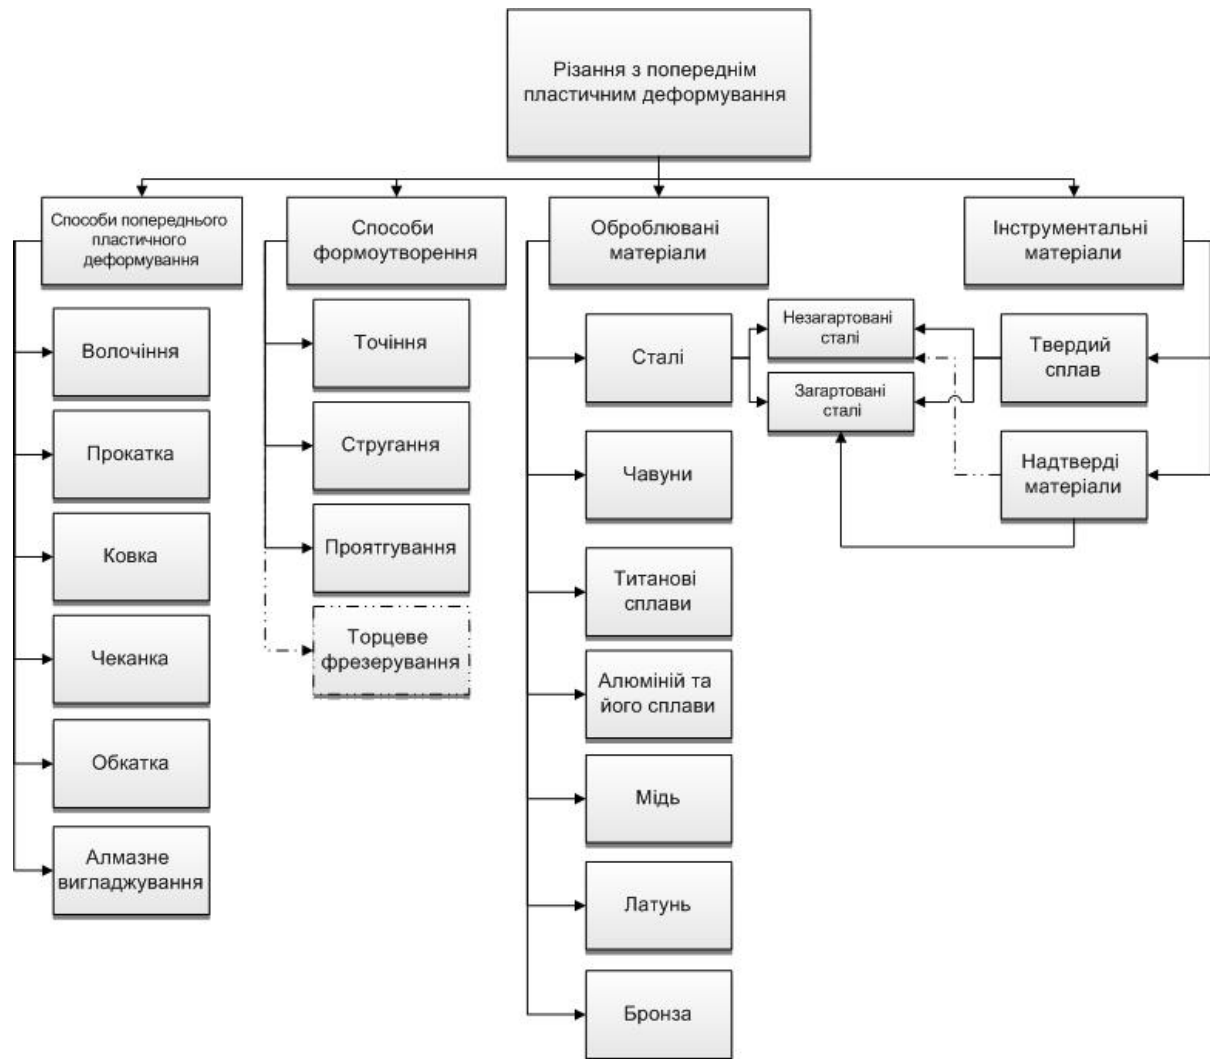 Різання з попереднім
пластичним деформування
Способи попереднього
пластичного
деформування
Волочіння
Прокатка
Ковка
Чеканка
Обкатка
Алмазне
вигладжування
Способи
формоутворення
Точіння
Стругання
Проятгування
Торцеве
фрезерування
Оброблювані
матеріали
Сталі
Чавуни
Титанові
сплави
Алюміній та
його сплави
Мідь
Латунь
Бронза
Незагартовані
сталі
Загартовані
сталі
Інструментальні
матеріали
Твердий
сплав
Надтверді
матеріали